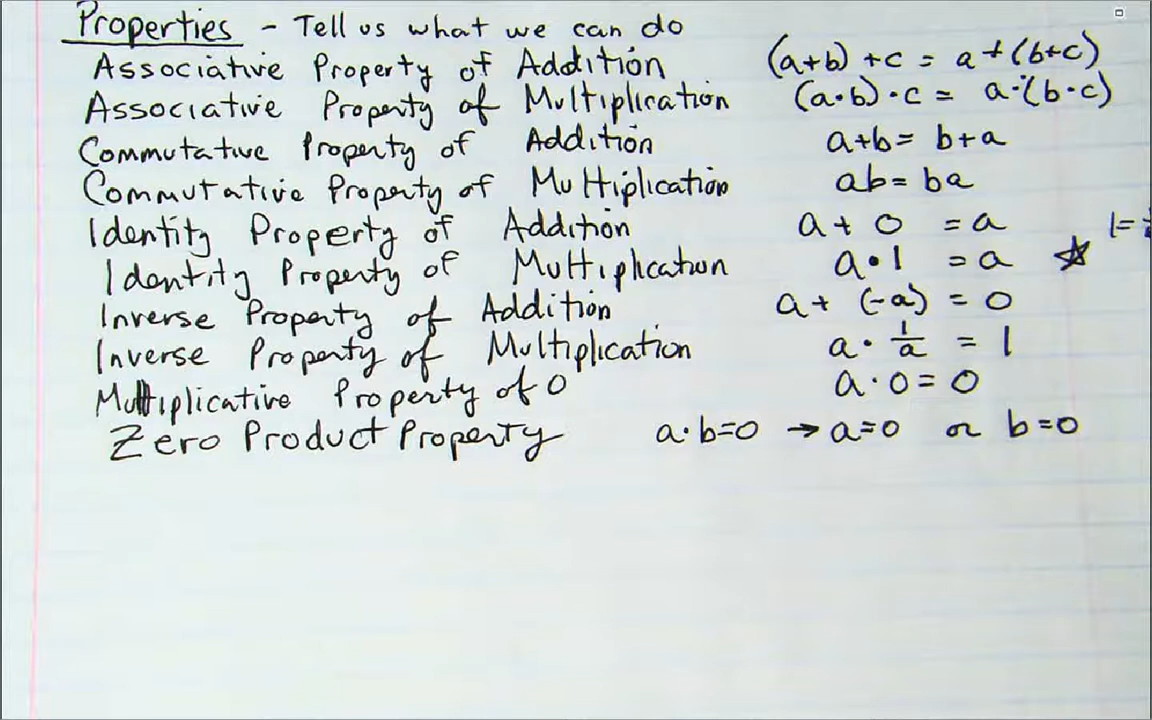 Properties - Tell us what we can do
Associative Property of Addition (a+b)+c = a+(b+c)
Associative Property of Multiplication (a·b)·c = a·(b·c)
Commutative Property of Addition a+b = b+a
Commutative Property of Multiplication ab = ba
Identity Property of Addition a + 0 = a
Identity Property of Multiplication a·1 = a ☆ 1=
Inverse Property of Addition a + (-a) = 0
Inverse Property of Multiplication a · 1/a = 1
Multiplicative Property of 0 a·0 = 0
Zero Product Property a·b=0 → a=0 or b=0